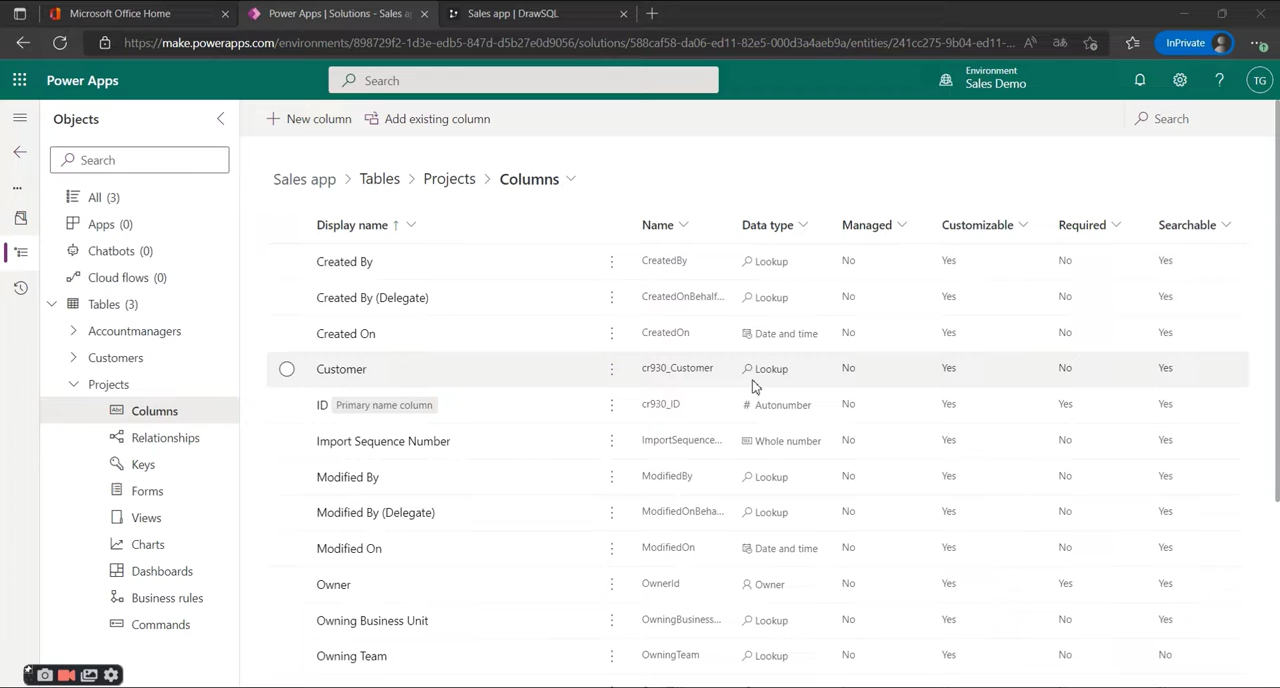 Microsoft Office Home
Power Apps | Solutions - Sales ap
Sales app | DrawSQL
https://make.powerapps.com/environments/898729f2-1d3e-edb5-847d-d5b27e0d9056/solutions/588caf58-da06-ed11-82e5-000d3a4aeb9a/entities/241cc275-9b04-ed11-...
InPrivate
Power Apps
Search
Environment
Sales Demo
TG
Objects
New column
Add existing column
Search
Search
Sales app > Tables > Projects > Columns
All (3)
Apps (0)
Chatbots (0)
Cloud flows (0)
Tables (3)
Accountmanagers
Customers
Projects
Columns
Relationships
Keys
Forms
Views
Charts
Dashboards
Business rules
Commands
Display name ↑ Name Data type Managed Customizable Required Searchable
Created By CreatedBy Lookup No Yes No Yes
Created By (Delegate) CreatedOnBehalf... Lookup No Yes No Yes
Created On CreatedOn Date and time No Yes No Yes
Customer cr930_Customer Lookup No Yes No Yes
ID Primary name column cr930_ID # Autonumber No Yes Yes Yes
Import Sequence Number ImportSequence... Whole number No Yes No Yes
Modified By ModifiedBy Lookup No Yes No Yes
Modified By (Delegate) ModifiedOnBeha... Lookup No Yes No Yes
Modified On ModifiedOn Date and time No Yes No Yes
Owner OwnerId Owner No Yes Yes Yes
Owning Business Unit OwningBusiness... Lookup No Yes No Yes
Owning Team OwningTeam Lookup No Yes No No